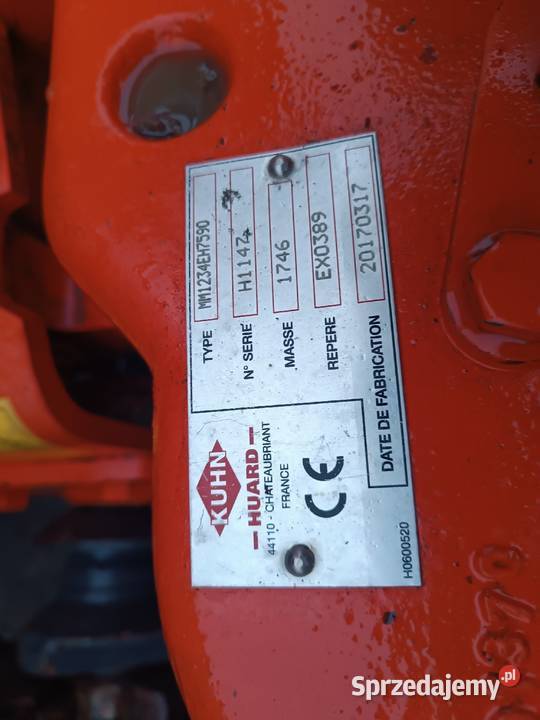 TYPE MM1234EH7590
N° SERIE H1147
MASSE 1746
REPERE EX0389
DATE DE FABRICATION 20170317
KUHN
HUARD
44110 - CHATEAUBRIANT
FRANCE
CE
H0600520
370
Sprzedajemy.pl